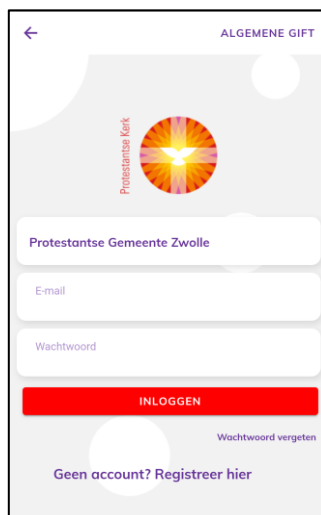 ALGEMENE GIFT
Protestantse Kerk
Protestantse Gemeente Zwolle
E-mail
Wachtwoord
INLOGGEN
Wachtwoord vergeten
Geen account? Registreer hier